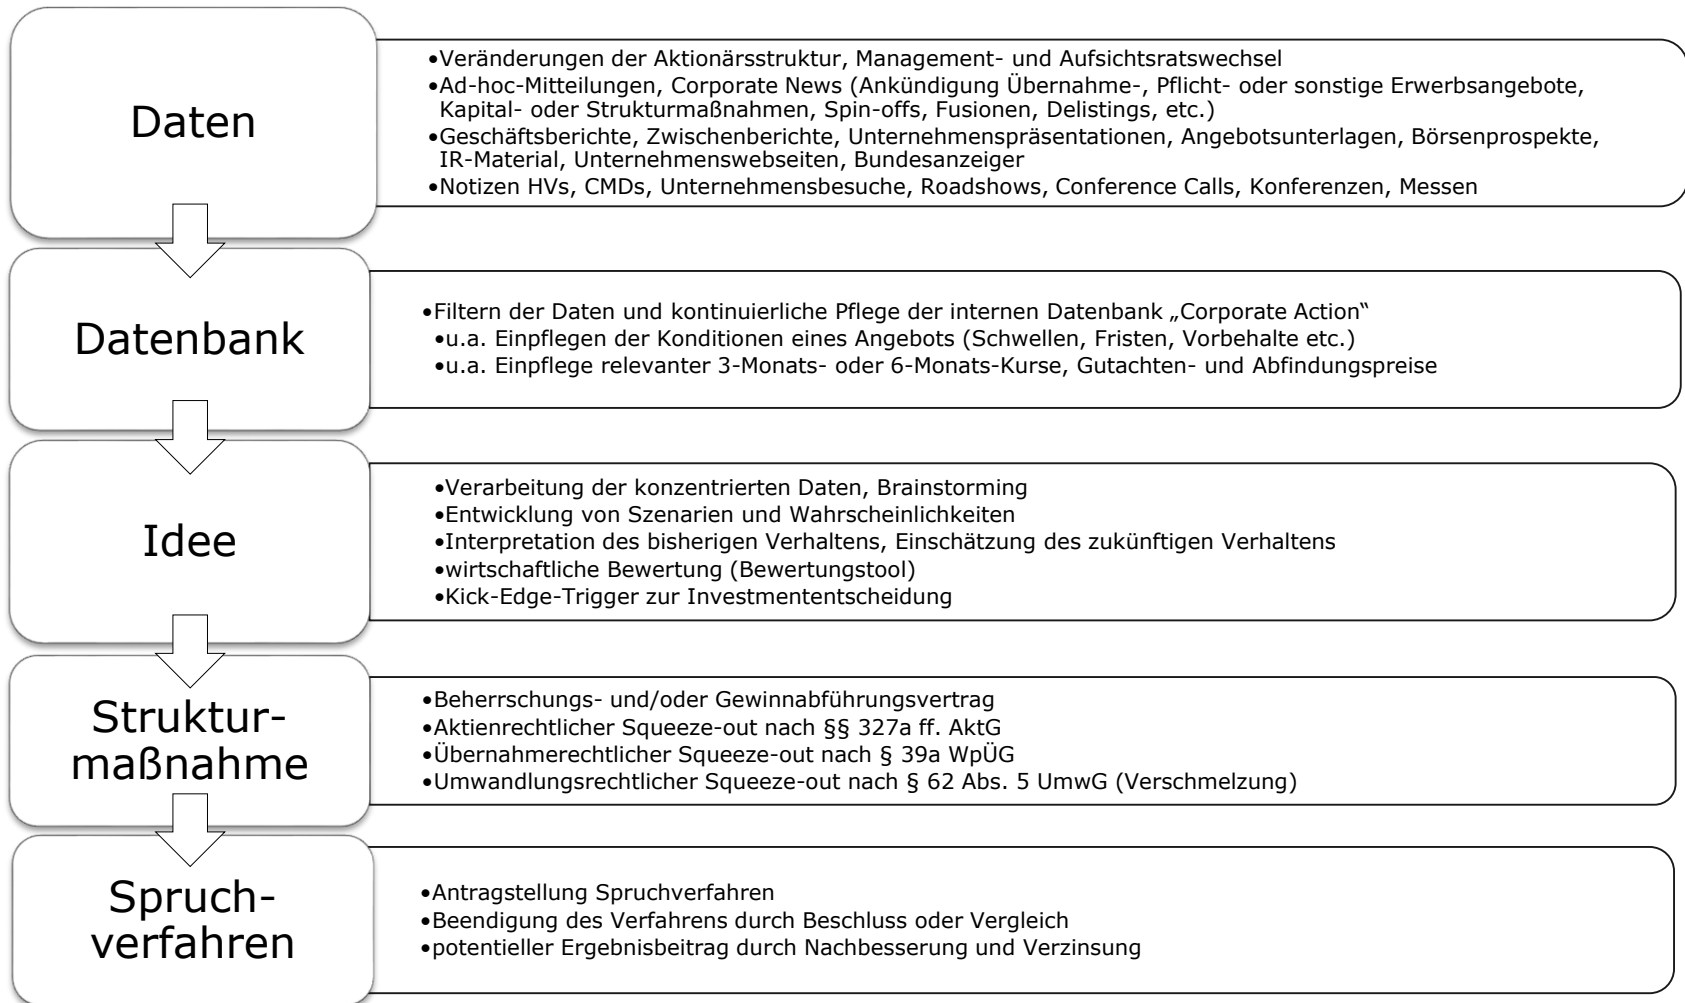 Daten
•Veränderungen der Aktionärsstruktur, Management- und Aufsichtsratswechsel
•Ad-hoc-Mitteilungen, Corporate News (Ankündigung Übernahme-, Pflicht- oder sonstige Erwerbsangebote,
Kapital- oder Strukturmaßnahmen, Spin-offs, Fusionen, Delistings, etc.)
•Geschäftsberichte, Zwischenberichte, Unternehmenspräsentationen, Angebotsunterlagen, Börsenprospekte,
IR-Material, Unternehmenswebseiten, Bundesanzeiger
•Notizen HVs, CMDs, Unternehmensbesuche, Roadshows, Conference Calls, Konferenzen, Messen
Datenbank
•Filtern der Daten und kontinuierliche Pflege der internen Datenbank „Corporate Action“
•u.a. Einpflegen der Konditionen eines Angebots (Schwellen, Fristen, Vorbehalte etc.)
•u.a. Einpflege relevanter 3-Monats- oder 6-Monats-Kurse, Gutachten- und Abfindungspreise
Idee
•Verarbeitung der konzentrierten Daten, Brainstorming
•Entwicklung von Szenarien und Wahrscheinlichkeiten
•Interpretation des bisherigen Verhaltens, Einschätzung des zukünftigen Verhaltens
•wirtschaftliche Bewertung (Bewertungstool)
•Kick-Edge-Trigger zur Investmententscheidung
Struktur-
maßnahme
•Beherrschungs- und/oder Gewinnabführungsvertrag
•Aktienrechtlicher Squeeze-out nach §§ 327a ff. AktG
•Übernahmerechtlicher Squeeze-out nach § 39a WpÜG
•Umwandlungsrechtlicher Squeeze-out nach § 62 Abs. 5 UmwG (Verschmelzung)
Spruch-
verfahren
•Antragstellung Spruchverfahren
•Beendigung des Verfahrens durch Beschluss oder Vergleich
•potentieller Ergebnisbeitrag durch Nachbesserung und Verzinsung